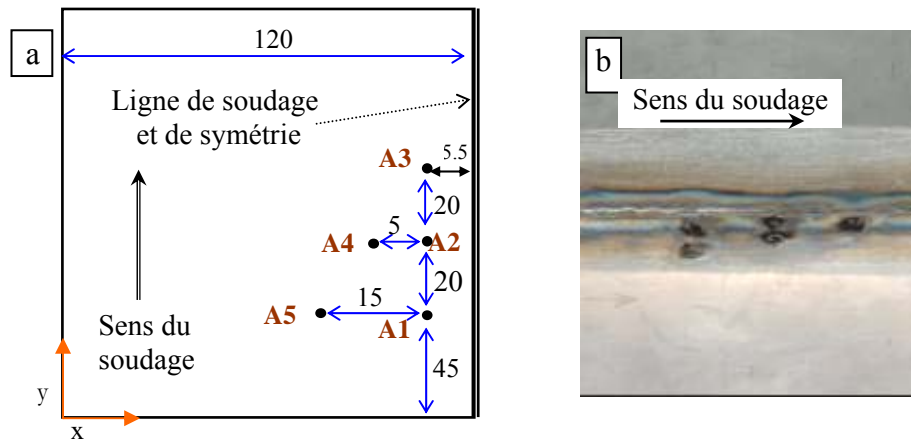 a
120
Ligne de soudage
et de symétrie
5.5
A3
20
5
A4
A2
20
15
A5
A1
Sens du
soudage
45
y
x
b
Sens du soudage